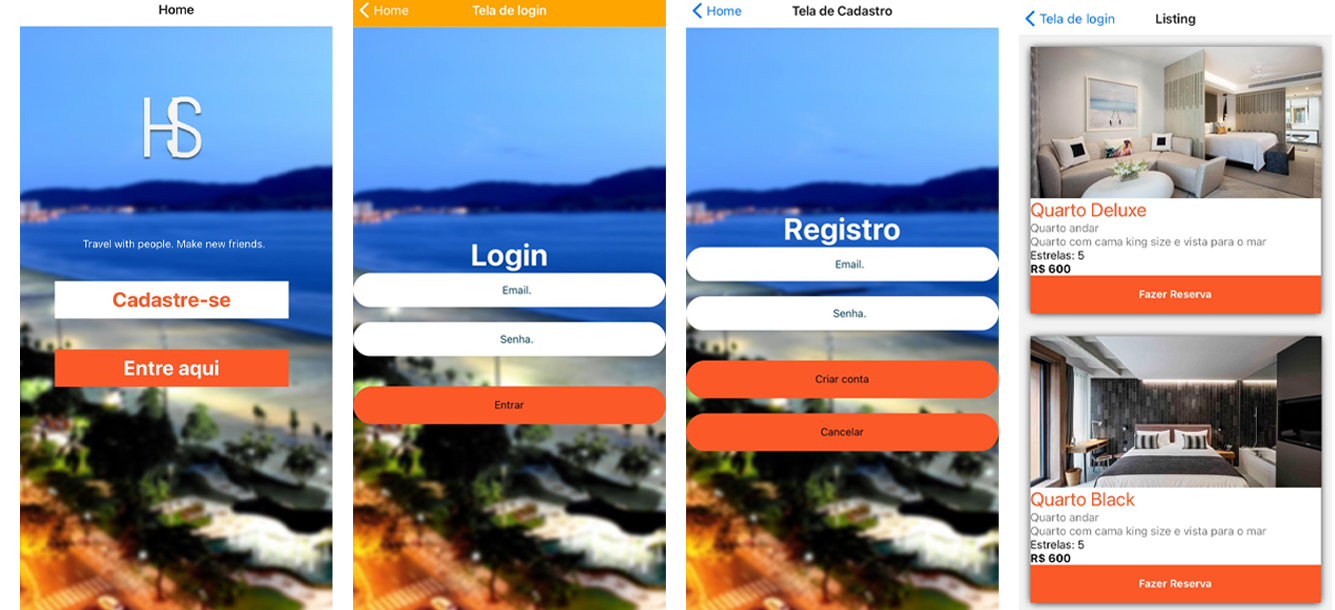 Home
HS
Travel with people. Make new friends.
Cadastre-se
Entre aqui
Home
Tela de login
Login
Email.
Senha.
Entrar
Home
Tela de Cadastro
Registro
Email.
Senha.
Criar conta
Cancelar
Tela de login
Listing
Quarto Deluxe
Quarto andar
Quarto com cama king size e vista para o mar
Estrelas: 5
R$ 600
Fazer Reserva
Quarto Black
Quarto andar
Quarto com cama king size e vista para o mar
Estrelas: 5
R$ 600
Fazer Reserva